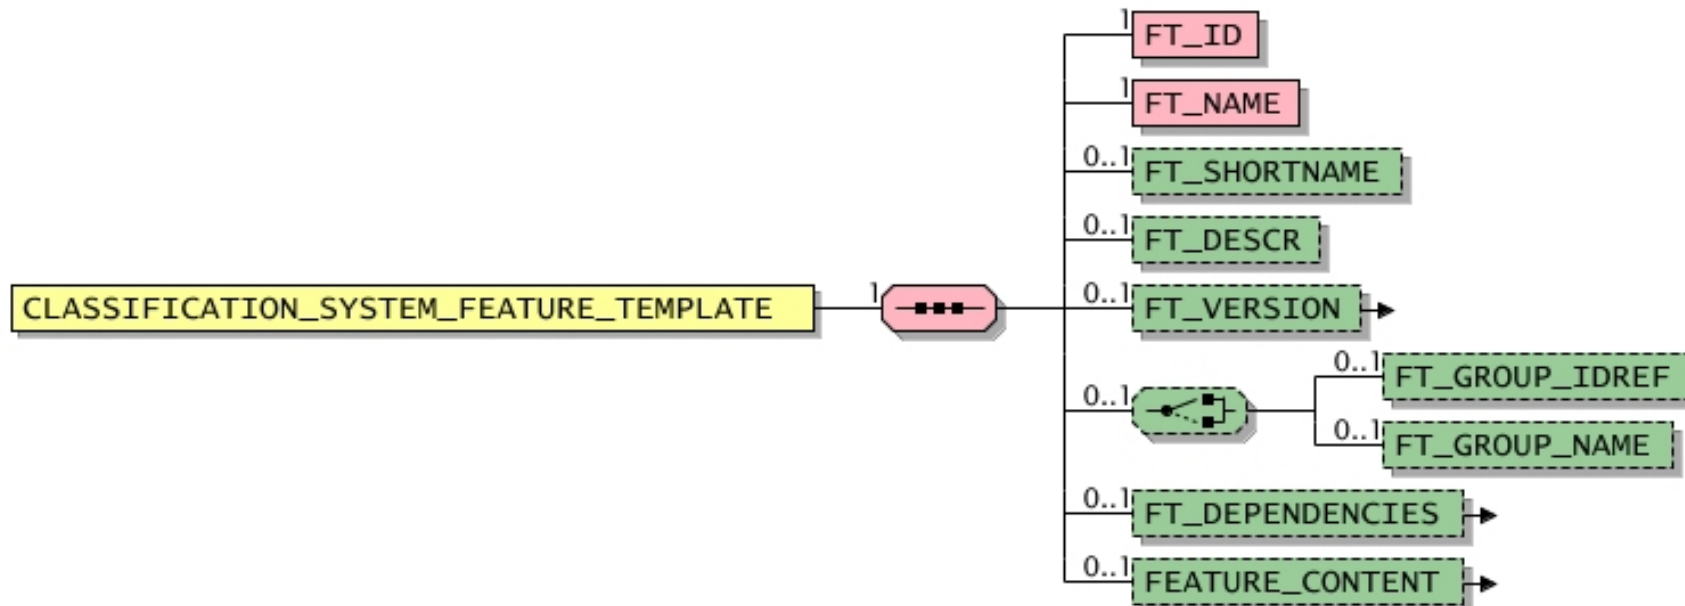 1
FT_ID
1
FT_NAME
0..1
FT_SHORTNAME
0..1
FT_DESCR
CLASSIFICATION_SYSTEM_FEATURE_TEMPLATE
1
0..1
FT_VERSION
0..1
0..1
FT_GROUP_IDREF
0..1
FT_GROUP_NAME
0..1
FT_DEPENDENCIES
0..1
FEATURE_CONTENT